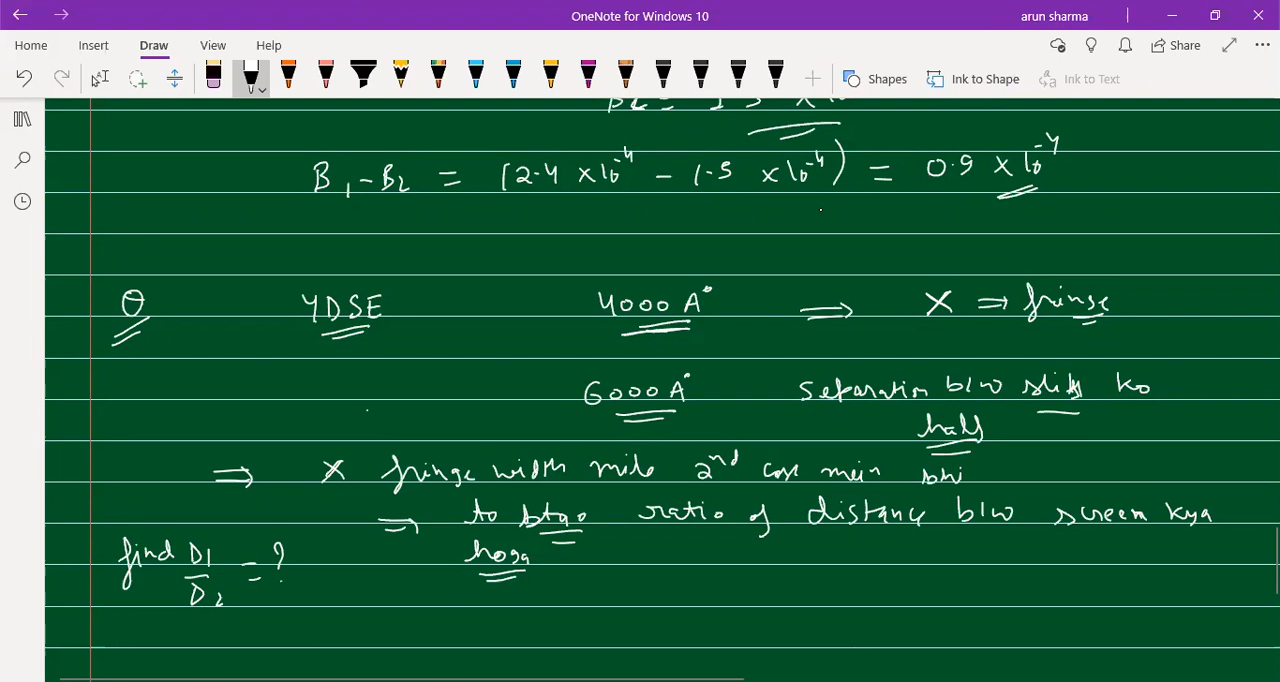 OneNote for Windows 10
arun sharma
Home Insert Draw View Help
Share
Shapes Ink to Shape Ink to Text
B1 - B2 = (2.4 × 10^-4 - 1.5 × 10^-4) = 0.9 × 10^-4
Q YDSE 4000 A° ⇒ X ⇒ fringe
6000 A° Separation b/w slits ko
half
⇒ X fringe width mile 2nd case mein bhi
⇒ to btao ratio of distance b/w screen kya
hoga
find D1/D2 = ?